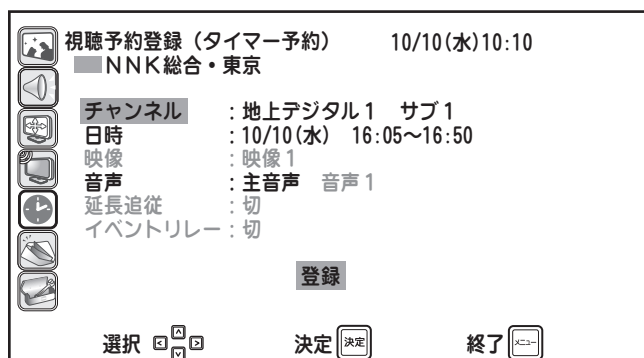 視聴予約登録（タイマー予約） 10/10(水)10:10
NNK総合・東京
チャンネル ：地上デジタル1 サブ1
日時 ：10/10(水) 16:05〜16:50
映像 ：映像1
音声 ：主音声 音声1
延長追従 ：切
イベントリレー：切
登録
選択 決定 決定 終了 メニュー